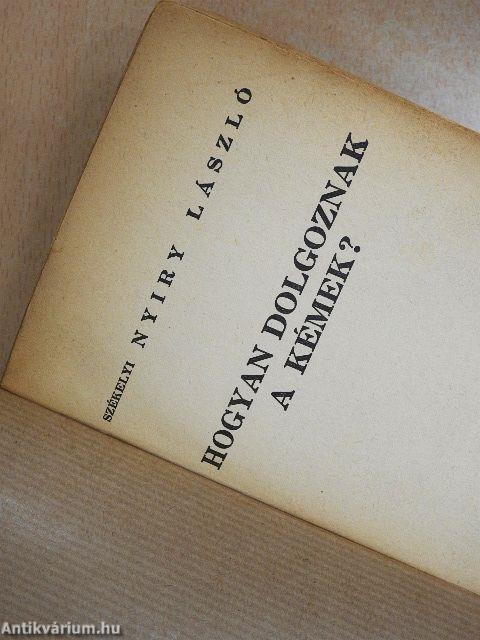 SZÉKELYI NYIRY LÁSZLÓ
HOGYAN DOLGOZNAK
A KÉMEK?
Antikvárium.hu